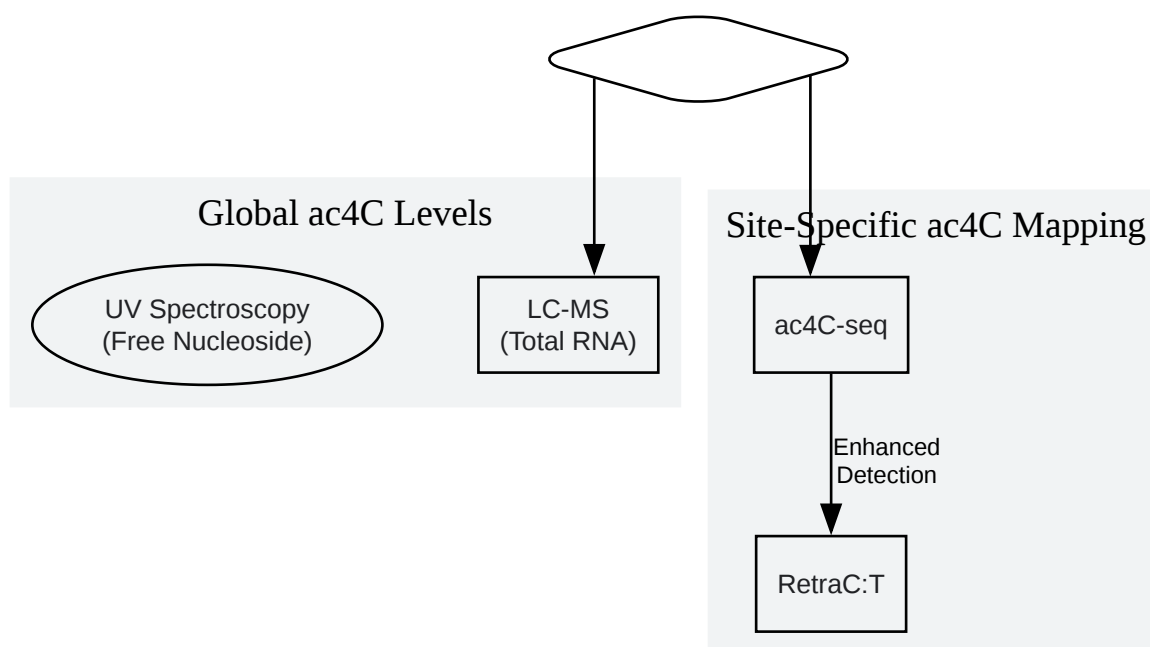 Global ac4C Levels
UV Spectroscopy
(Free Nucleoside)
LC-MS
(Total RNA)
Site-Specific ac4C Mapping
ac4C-seq
Enhanced
Detection
RetraC:T